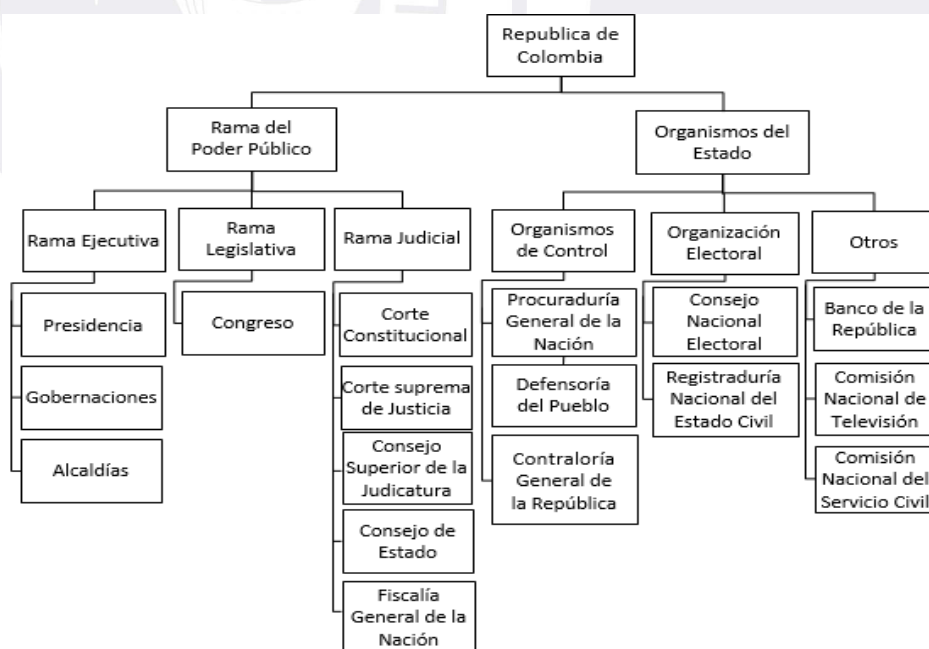 Republica de
Colombia
Rama del
Poder Público
Organismos del
Estado
Rama Ejecutiva
Rama
Legislativa
Rama Judicial
Organismos
de Control
Organización
Electoral
Otros
Presidencia
Gobernaciones
Alcaldías
Congreso
Corte
Constitucional
Corte suprema
de Justicia
Consejo
Superior de la
Judicatura
Consejo de
Estado
Fiscalía
General de la
Nación
Procuraduría
General de la
Nación
Defensoría
del Pueblo
Contraloría
General de
la República
Consejo
Nacional
Electoral
Registraduría
Nacional del
Estado Civil
Banco de la
República
Comisión
Nacional de
Televisión
Comisión
Nacional del
Servicio Civil